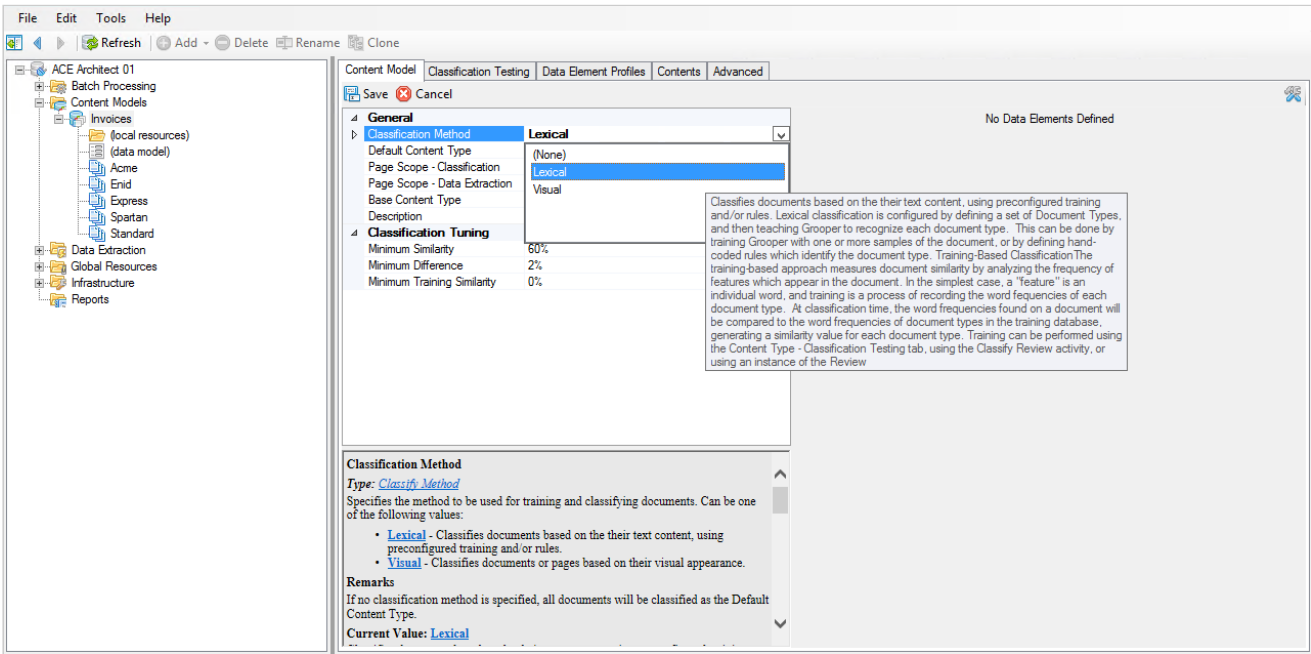 File Edit Tools Help
Refresh Add Delete Rename Clone
ACE Architect 01
Batch Processing
Content Models
Invoices
(local resources)
(data model)
Acme
Enid
Express
Spartan
Standard
Data Extraction
Global Resources
Infrastructure
Reports
Content Model Classification Testing Data Element Profiles Contents Advanced
Save Cancel
General
Classification Method Lexical
Default Content Type
Page Scope - Classification
Page Scope - Data Extraction
Base Content Type
Description
(None)
Lexical
Visual
Classification Tuning
Minimum Similarity 60%
Minimum Difference 2%
Minimum Training Similarity 0%
No Data Elements Defined
Classifies documents based on the their text content, using preconfigured training
and/or rules. Lexical classification is configured by defining a set of Document Types,
and then teaching Grooper to recognize each document type. This can be done by
training Grooper with one or more samples of the document, or by defining hand-
coded rules which identify the document type. Training-Based ClassificationThe
training-based approach measures document similarity by analyzing the frequency of
features which appear in the document. In the simplest case, a "feature" is an
individual word, and training is a process of recording the word fequencies of each
document type. At classification time, the word frequencies found on a document will
be compared to the word frequencies of document types in the training database,
generating a similarity value for each document type. Training can be performed using
the Content Type - Classification Testing tab, using the Classify Review activity, or
using an instance of the Review
Classification Method
Type: Classify Method
Specifies the method to be used for training and classifying documents. Can be one
of the following values:
• Lexical - Classifies documents based on the their text content, using
preconfigured training and/or rules.
• Visual - Classifies documents or pages based on their visual appearance.
Remarks
If no classification method is specified, all documents will be classified as the Default
Content Type.
Current Value: Lexical